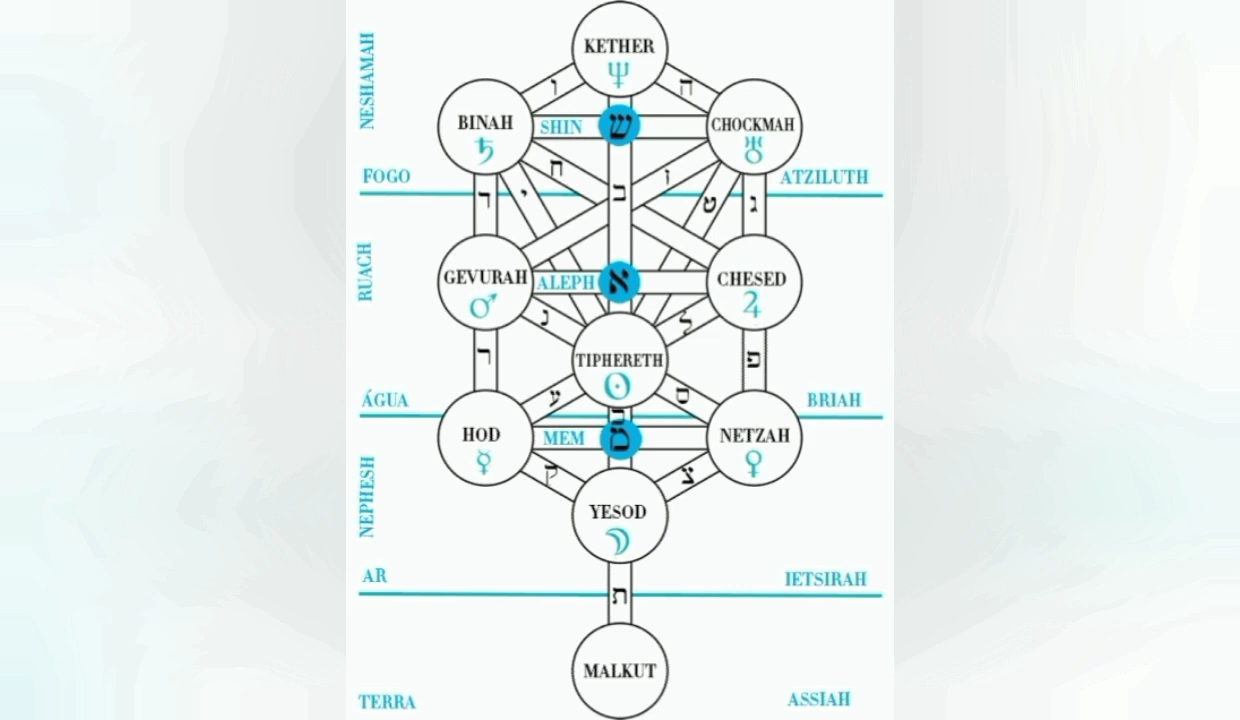 KETHER
NESHAMAH
ו
ה
BINAH
SHIN
ש
CHOCKMAH
FOGO
ח
ז
ATZILUTH
ד
י
ב
ט
ג
RUACH
GEVURAH
ALEPH
א
CHESED
נ
ל
ר
TIPHERETH
פ
ÁGUA
ע
ס
BRIAH
HOD
MEM
מ
NETZAH
NEPHESH
ק
צ
YESOD
AR
IETSIRAH
ת
MALKUT
TERRA
ASSIAH